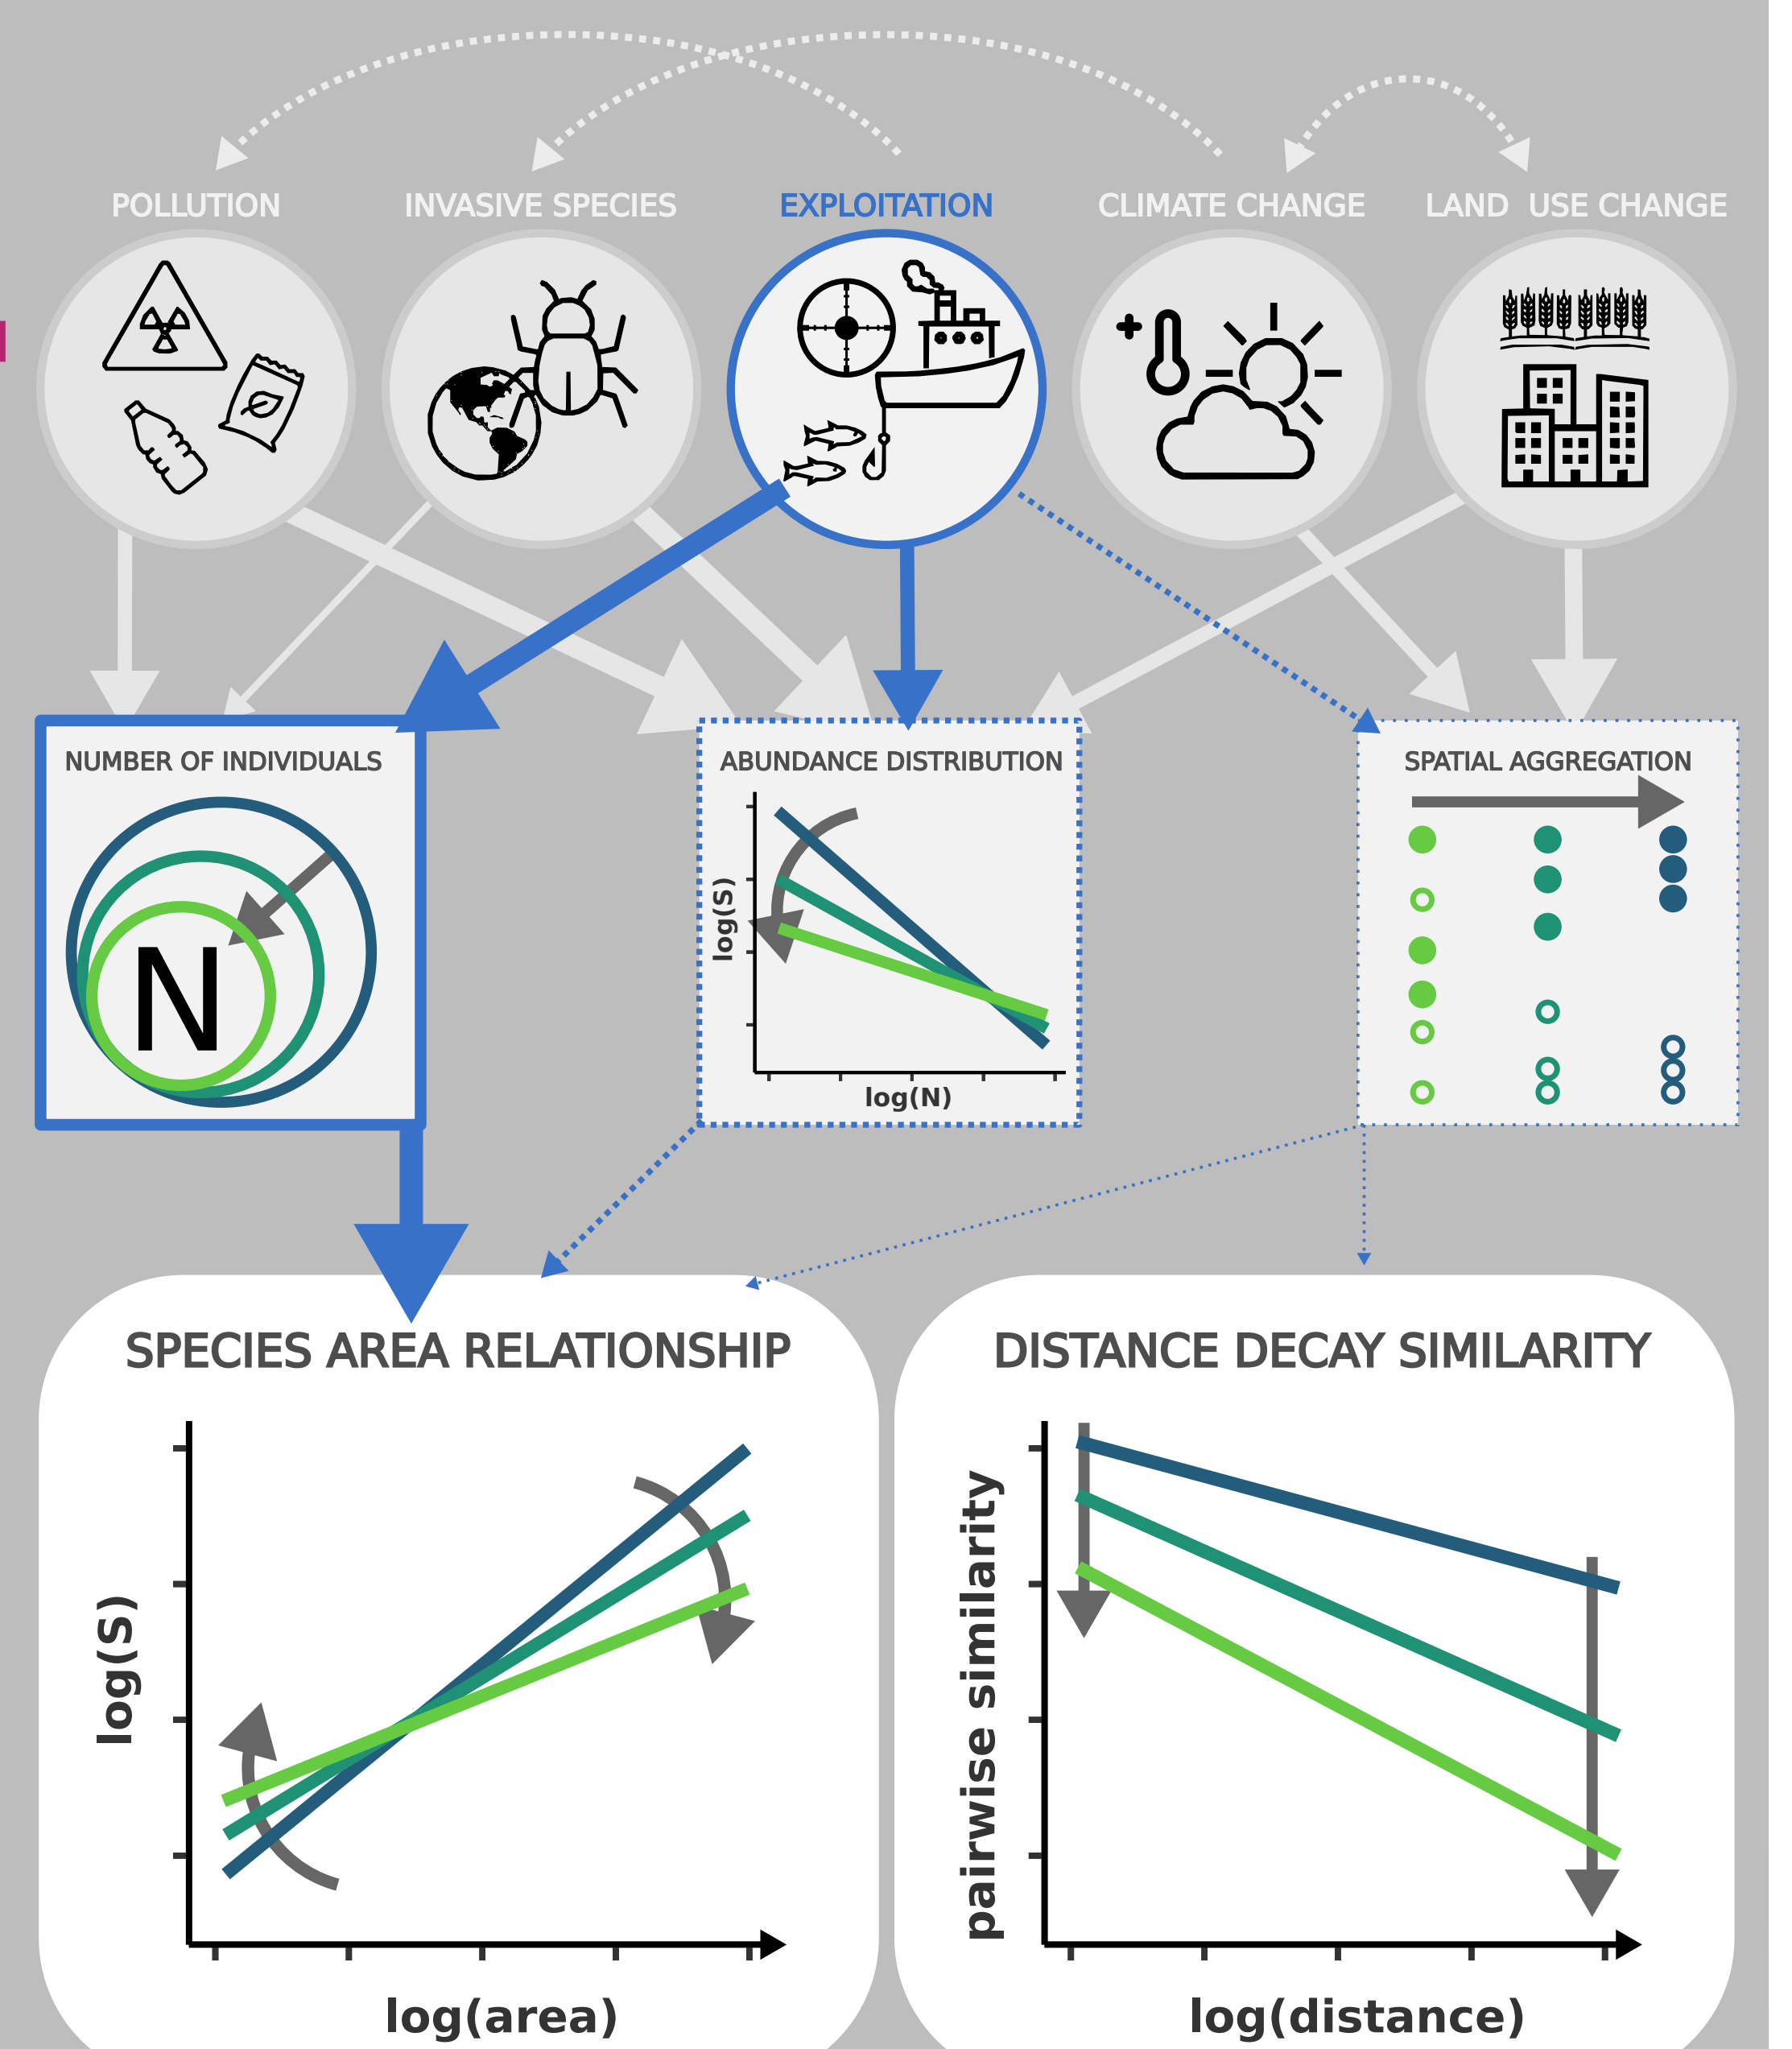 POLLUTION
INVASIVE SPECIES
EXPLOITATION
CLIMATE CHANGE
LAND USE CHANGE
NUMBER OF INDIVIDUALS
N
ABUNDANCE DISTRIBUTION
log(S)
log(N)
SPATIAL AGGREGATION
SPECIES AREA RELATIONSHIP
log(S)
log(area)
DISTANCE DECAY SIMILARITY
pairwise similarity
log(distance)